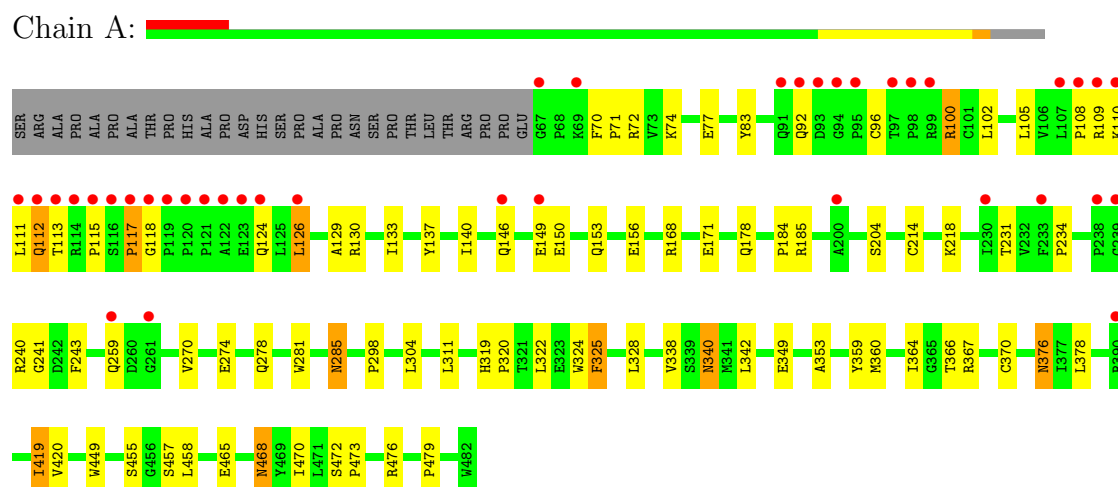 Chain A:
SER ARG ALA PRO ALA PRO ALA THR PRO HIS ALA PRO ASP HIS SER PRO ALA PRO ASN SER PRO THR LEU THR ARG PRO PRO GLU G67 P68 K69 F70 P71 R72 V73 K74 E77 Y83 Q91 Q92 D93 G94 P95 C96 T97 P98 R99 R100 C101 L102 L105 V106 L107 P108 R109 K110
L111 Q112 T113 R114 P115 S116 P117 G118 P119 P120 P121 A122 E123 Q124 L125 L126 A129 R130 I133 Y137 I140 Q146 E149 E150 Q153 E156 R168 E171 Q178 P184 R185 A200 S204 C214 K218 I230 T231 V232 F233 P234 P238 G239
R240 G241 D242 F243 Q259 D260 G261 V270 E274 Q278 W281 N285 P298 L304 L311 H319 P320 T321 L322 E323 W324 F325 L328 V338 S339 N340 M341 L342 E349 A353 Y359 M360 I364 G365 T366 R367 C370 N376 I377 L378
I419 V420 W449 S455 G456 S457 L458 E465 N468 Y469 I470 L471 S472 P473 R476 P479 W482